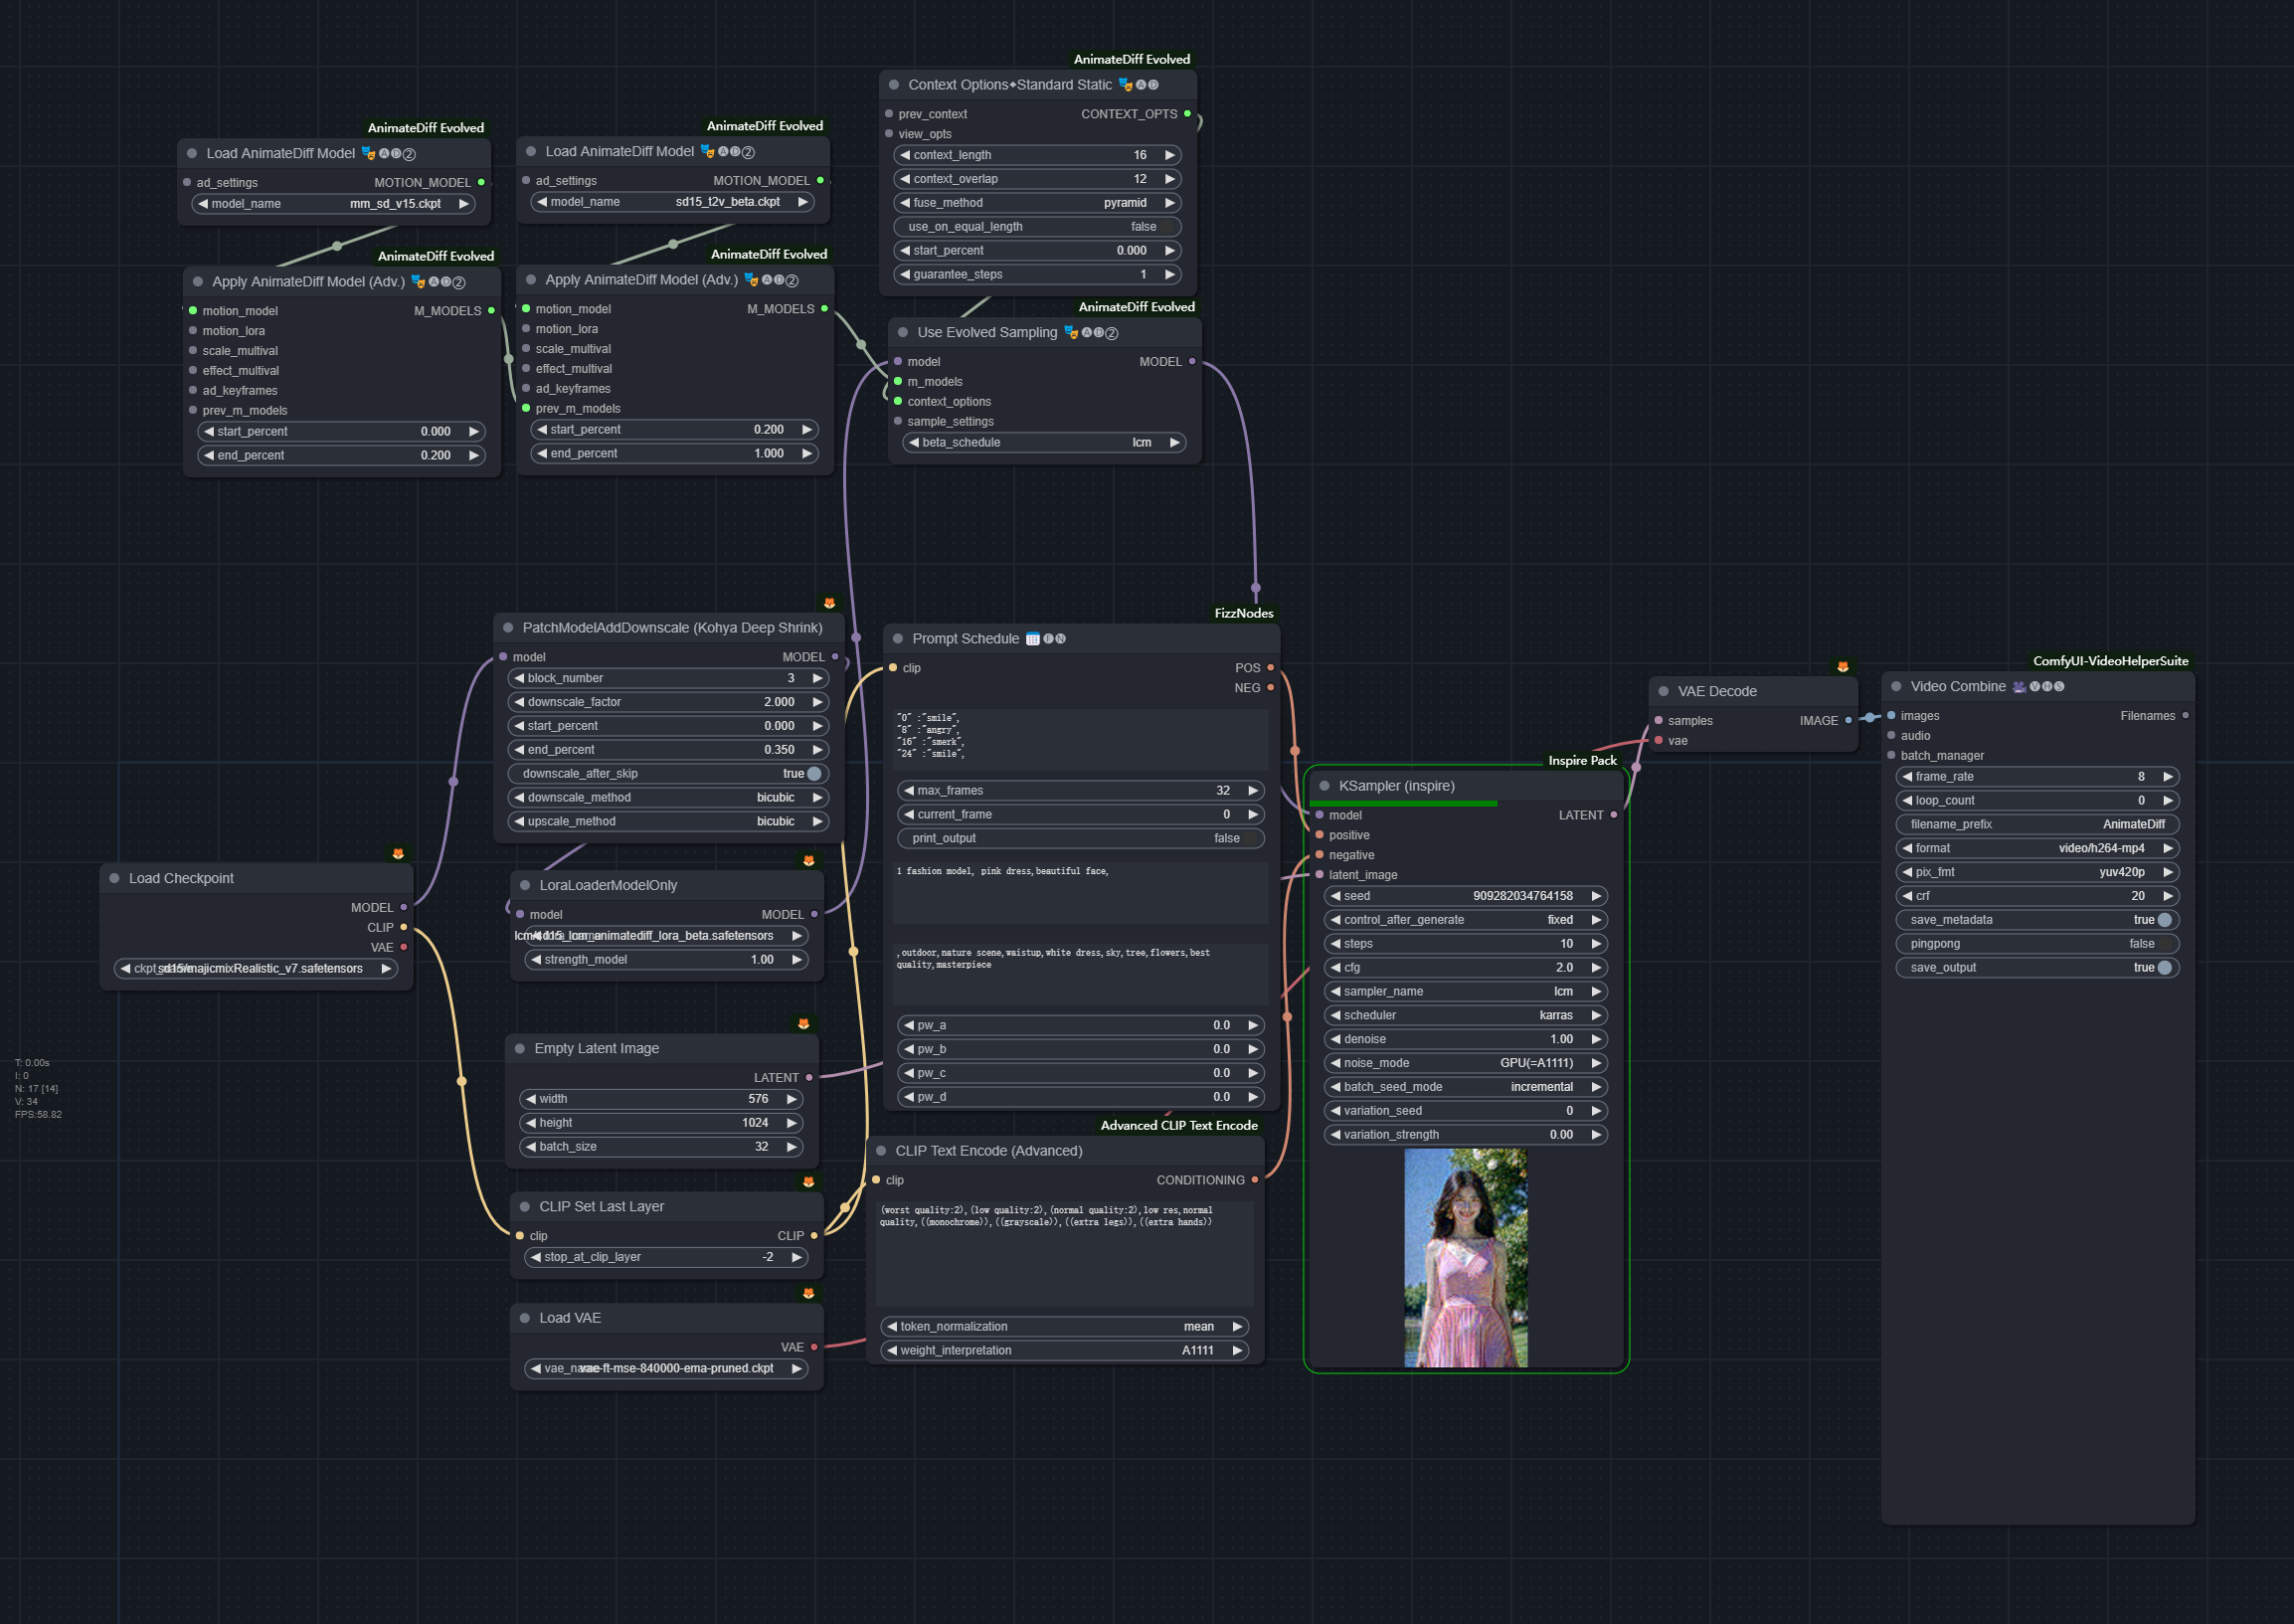 AnimateDiff Evolved
Context Options✦Standard Static 🎭🅐🅓
prev_context CONTEXT_OPTS
view_opts
context_length 16
context_overlap 12
fuse_method pyramid
use_on_equal_length false
start_percent 0.000
guarantee_steps 1
AnimateDiff Evolved
Load AnimateDiff Model 🎭🅐🅓②
ad_settings MOTION_MODEL
model_name mm_sd_v15.ckpt
AnimateDiff Evolved
Load AnimateDiff Model 🎭🅐🅓②
ad_settings MOTION_MODEL
model_name sd15_t2v_beta.ckpt
AnimateDiff Evolved
Apply AnimateDiff Model (Adv.) 🎭🅐🅓②
motion_model M_MODELS
motion_lora
scale_multival
effect_multival
ad_keyframes
prev_m_models
start_percent 0.000
end_percent 0.200
AnimateDiff Evolved
Apply AnimateDiff Model (Adv.) 🎭🅐🅓②
motion_model M_MODELS
motion_lora
scale_multival
effect_multival
ad_keyframes
prev_m_models
start_percent 0.200
end_percent 1.000
AnimateDiff Evolved
Use Evolved Sampling 🎭🅐🅓②
model MODEL
m_models
context_options
sample_settings
beta_schedule lcm
PatchModelAddDownscale (Kohya Deep Shrink)
model MODEL
block_number 3
downscale_factor 2.000
start_percent 0.000
end_percent 0.350
downscale_after_skip true
downscale_method bicubic
upscale_method bicubic
Load Checkpoint
MODEL
CLIP
VAE
sd15/majicmixRealistic_v7.safetensors
LoraLoaderModelOnly
model MODEL
lcm/sd15_lcm_animatediff_lora_beta.safetensors
strength_model 1.00
Empty Latent Image
LATENT
width 576
height 1024
batch_size 32
CLIP Set Last Layer
clip CLIP
stop_at_clip_layer -2
Load VAE
VAE
vae-ft-mse-840000-ema-pruned.ckpt
T: 0.00s
I: 0
N: 17 [14]
V: 34
FPS:58.82
FizzNodes
Prompt Schedule 📅🅕🅝
clip POS
NEG
"0" :"smile",
"8" :"angry",
"16" :"smerk",
"24" :"smile",
max_frames 32
current_frame 0
print_output false
1 fashion model, pink dress,beautiful face,
,outdoor,nature scene,waistup,white dress,sky,tree,flowers,best
quality,masterpiece
pw_a 0.0
pw_b 0.0
pw_c 0.0
pw_d 0.0
Advanced CLIP Text Encode
CLIP Text Encode (Advanced)
clip CONDITIONING
(worst quality:2),(low quality:2),(normal quality:2),low res,normal
quality,((monochrome)),((grayscale)),((extra legs)),((extra hands))
token_normalization mean
weight_interpretation A1111
Inspire Pack
KSampler (inspire)
model LATENT
positive
negative
latent_image
seed 909282034764158
control_after_generate fixed
steps 10
cfg 2.0
sampler_name lcm
scheduler karras
denoise 1.00
noise_mode GPU(=A1111)
batch_seed_mode incremental
variation_seed 0
variation_strength 0.00
VAE Decode
samples IMAGE
vae
ComfyUI-VideoHelperSuite
Video Combine 🎥🅥🅗🅢
images Filenames
audio
batch_manager
frame_rate 8
loop_count 0
filename_prefix AnimateDiff
format video/h264-mp4
pix_fmt yuv420p
crf 20
save_metadata true
pingpong false
save_output true